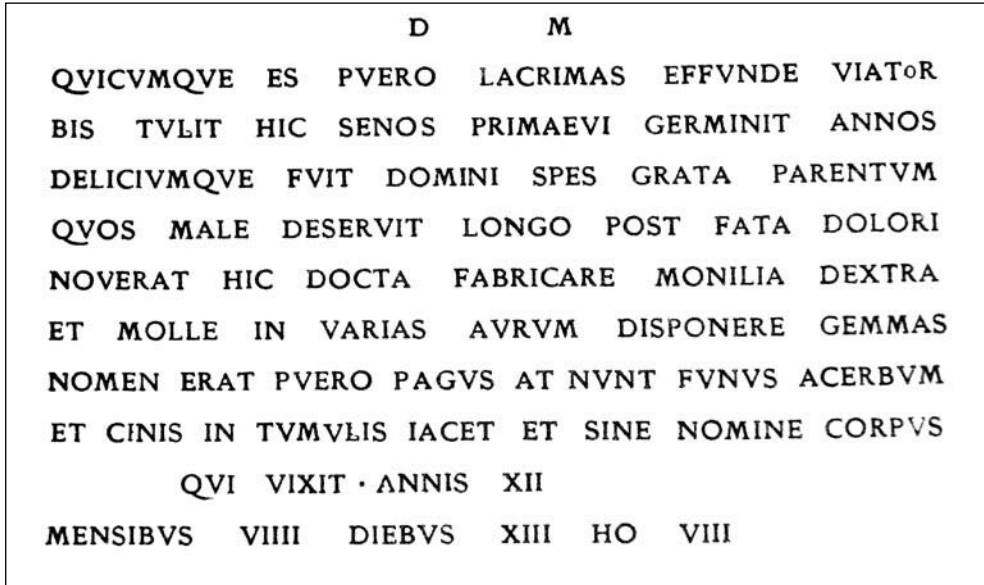 D M
QVICVMQVE ES PVERO LACRIMAS EFFVNDE VIAToR
BIS TVLIT HIC SENOS PRIMAEVI GERMINIT ANNOS
DELICIVMQVE FVIT DOMINI SPES GRATA PARENTVM
QVOS MALE DESERVIT LONGO POST FATA DOLORI
NOVERAT HIC DOCTA FABRICARE MONILIA DEXTRA
ET MOLLE IN VARIAS AVRVM DISPONERE GEMMAS
NOMEN ERAT PVERO PAGVS AT NVNT FVNVS ACERBVM
ET CINIS IN TVMVLIS IACET ET SINE NOMINE CORPVS
QVI VIXIT · ANNIS XII
MENSIBVS VIIII DIEBVS XIII HO VIII